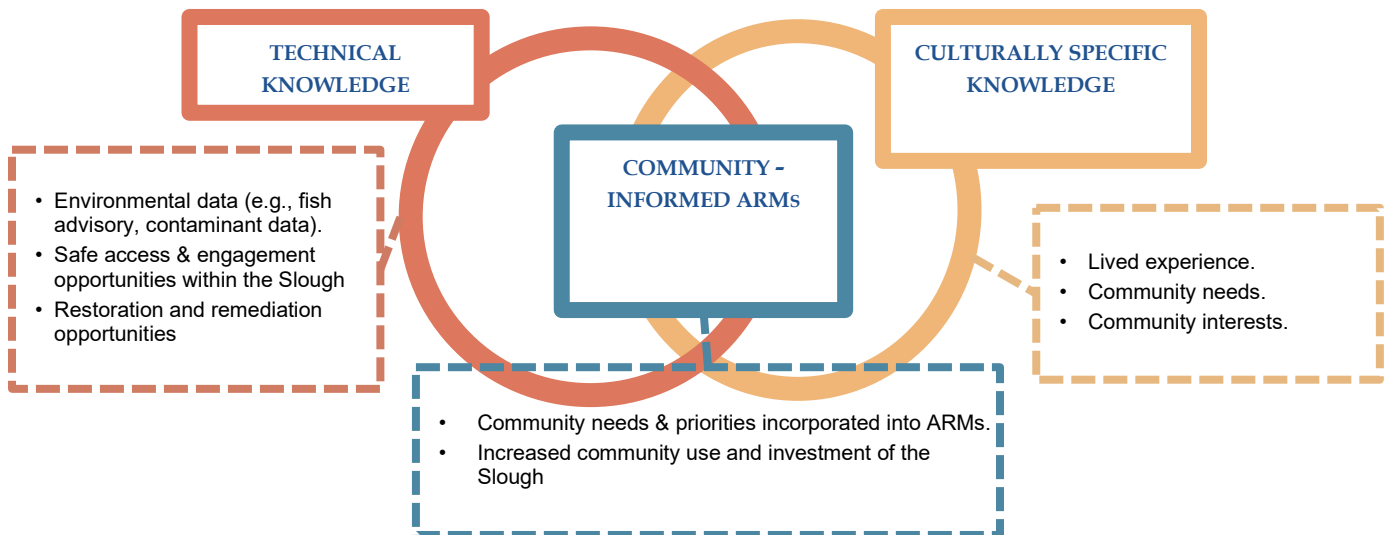 TECHNICAL
KNOWLEDGE
CULTURALLY SPECIFIC
KNOWLEDGE
COMMUNITY -
INFORMED ARMs
• Environmental data (e.g., fish
advisory, contaminant data).
• Safe access & engagement
opportunities within the Slough
• Restoration and remediation
opportunities
• Lived experience.
• Community needs.
• Community interests.
• Community needs & priorities incorporated into ARMs.
• Increased community use and investment of the
Slough